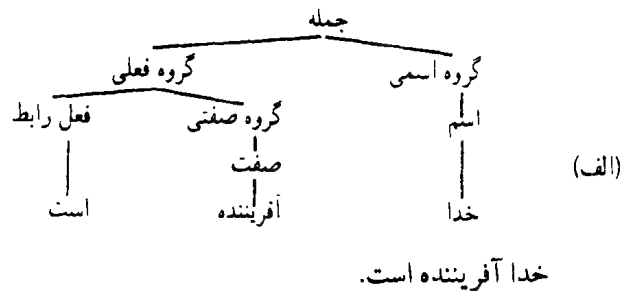 جمله
گروه اسمی گروه فعلی
اسم گروه صفتی فعل رابط
(الف) صفت
خدا آفریننده است
خدا آفریننده است.